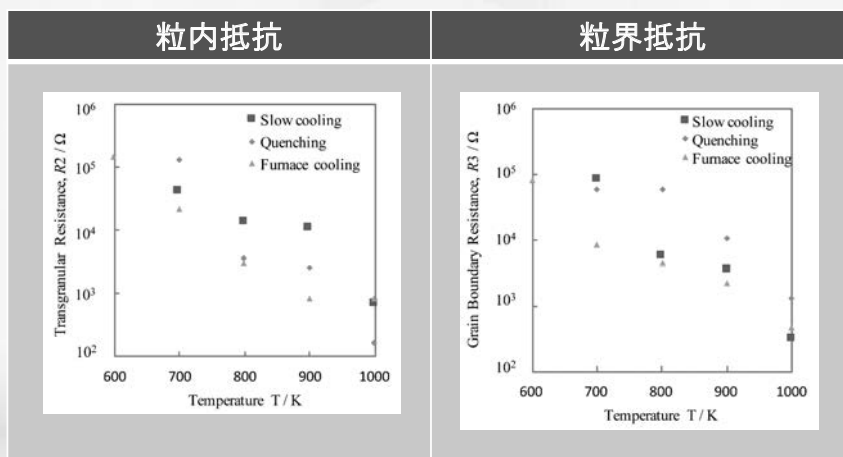 粒内抵抗
粒界抵抗
Transgranular Resistance, R2 / Ω
10⁶
10⁵
10⁴
10³
10²
Slow cooling
Quenching
Furnace cooling
600 700 800 900 1000
Temperature T / K
Grain Boundary Resistance, R3 / Ω
10⁶
10⁵
10⁴
10³
10²
Slow cooling
Quenching
Furnace cooling
600 700 800 900 1000
Temperature T / K